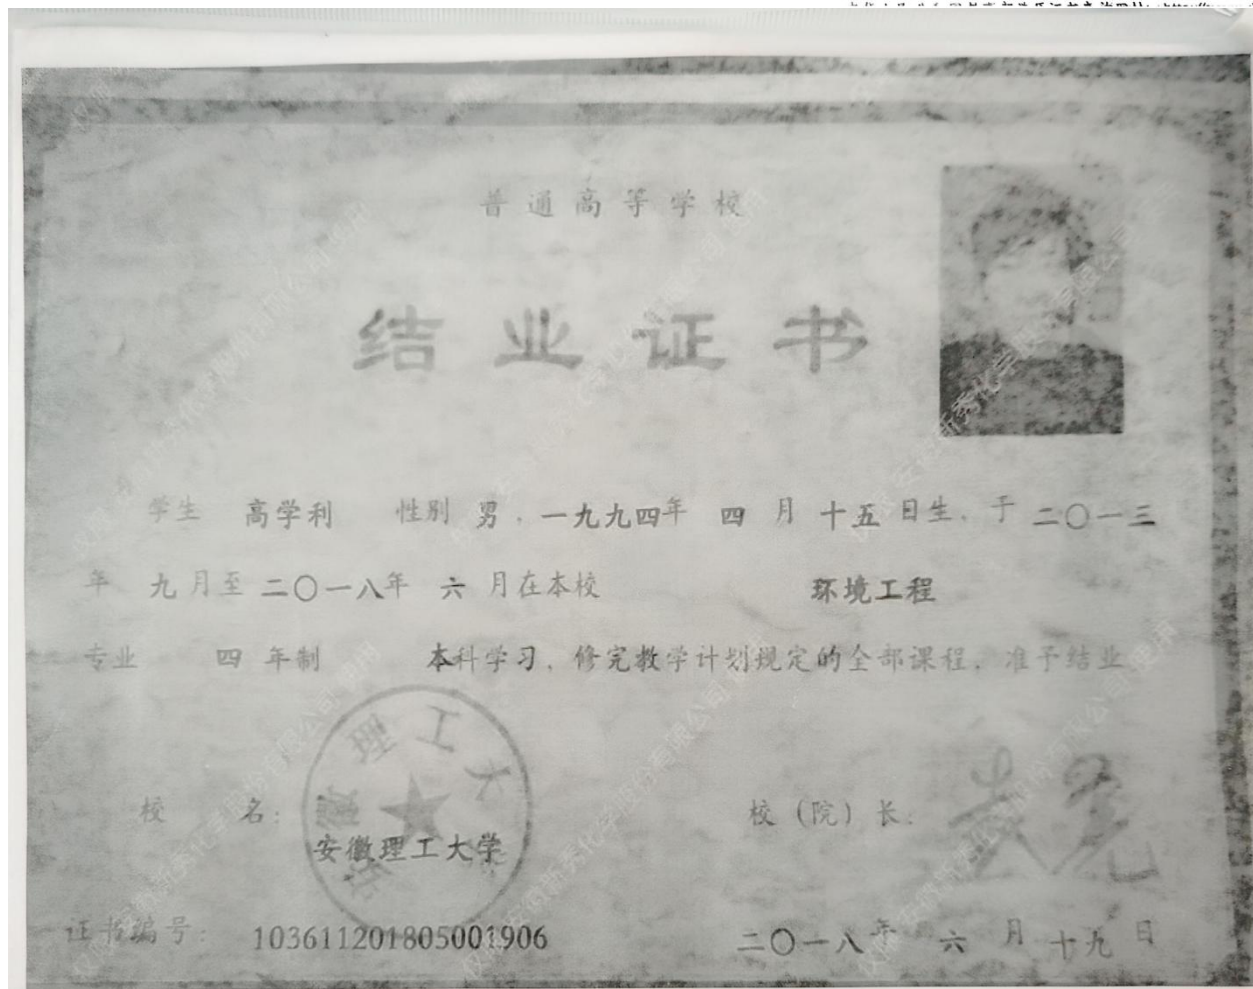 普通高等学校
结业证书
学生 高学利 性别 男，一九九四年 四 月 十五 日生，于 二〇一三
年 九 月至 二〇一八年 六 月在本校 环境工程
专业 四 年制 本科学习，修完教学计划规定的全部课程，准予结业
校 名：
安徽理工大学
校（院）长：
证书编号： 103611201805001906
二〇一八年 六 月 十九 日